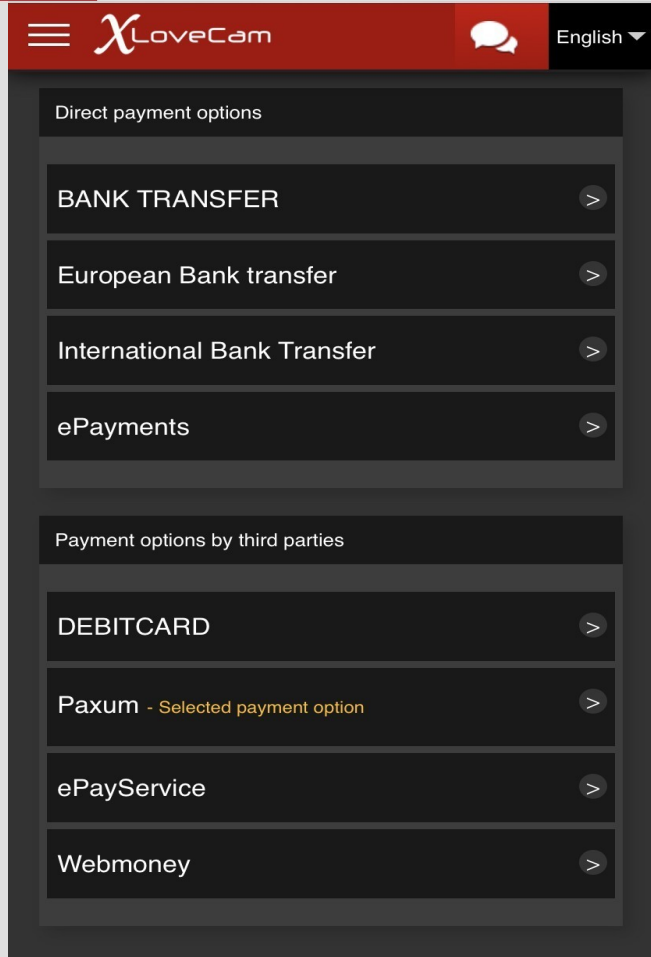 XLoveCam
English
Direct payment options
BANK TRANSFER
>
European Bank transfer
>
International Bank Transfer
>
ePayments
>
Payment options by third parties
DEBITCARD
>
Paxum - Selected payment option
>
ePayService
>
Webmoney
>